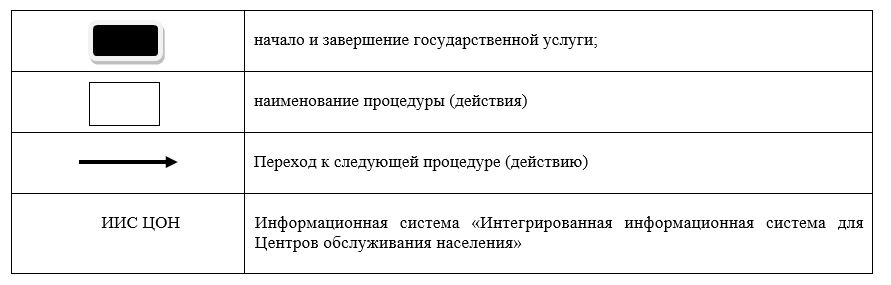 начало и завершение государственной услуги;
наименование процедуры (действия)
Переход к следующей процедуре (действию)
ИИС ЦОН
Информационная система «Интегрированная информационная система для
Центров обслуживания населения»